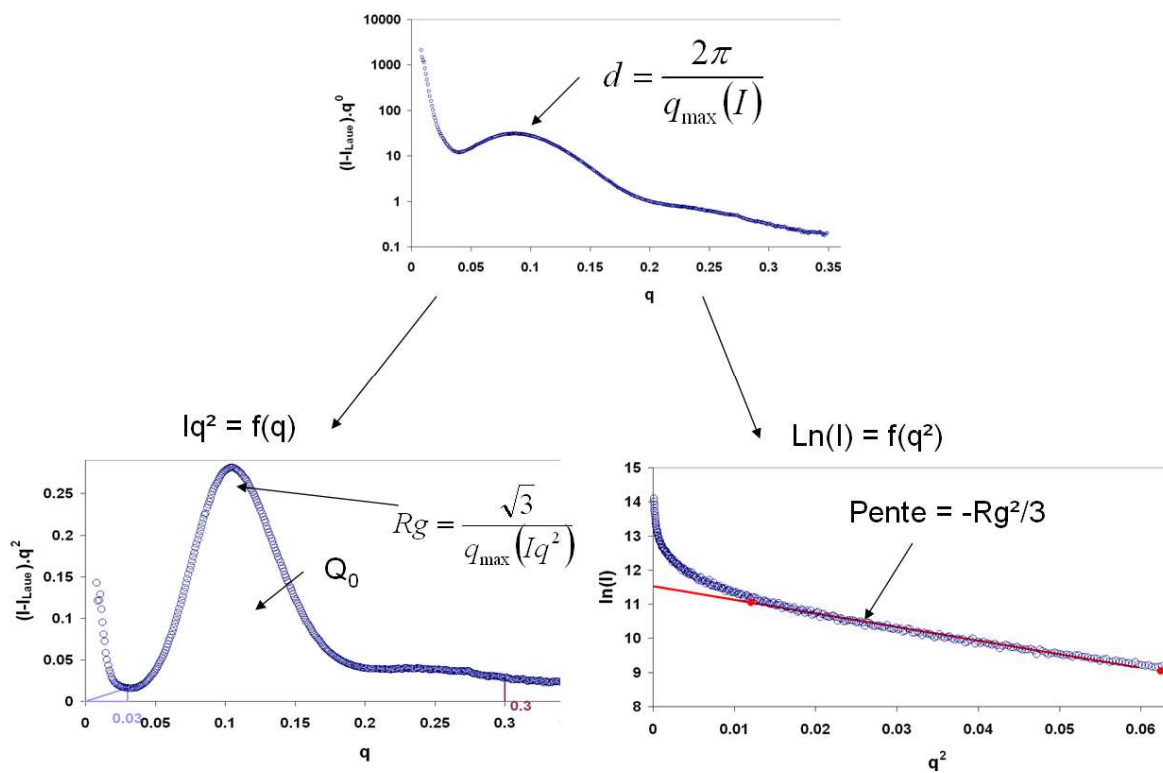 10000
1000
100
10
1
0.1
(I-I_Laue).q^0
d = 2π / q_max (I)
0 0.05 0.1 0.15 0.2 0.25 0.3 0.35
q
Iq² = f(q)
0.25
0.2
0.15
0.1
0.05
0
(I-I_Laue).q^2
Rg = √3 / q_max (Iq^2)
Q_0
0.03
0.3
0 0.05 0.1 0.15 0.2 0.25 0.3
q
Ln(I) = f(q²)
15
14
13
12
11
10
9
8
ln(I)
Pente = -Rg²/3
0 0.01 0.02 0.03 0.04 0.05 0.06
q^2